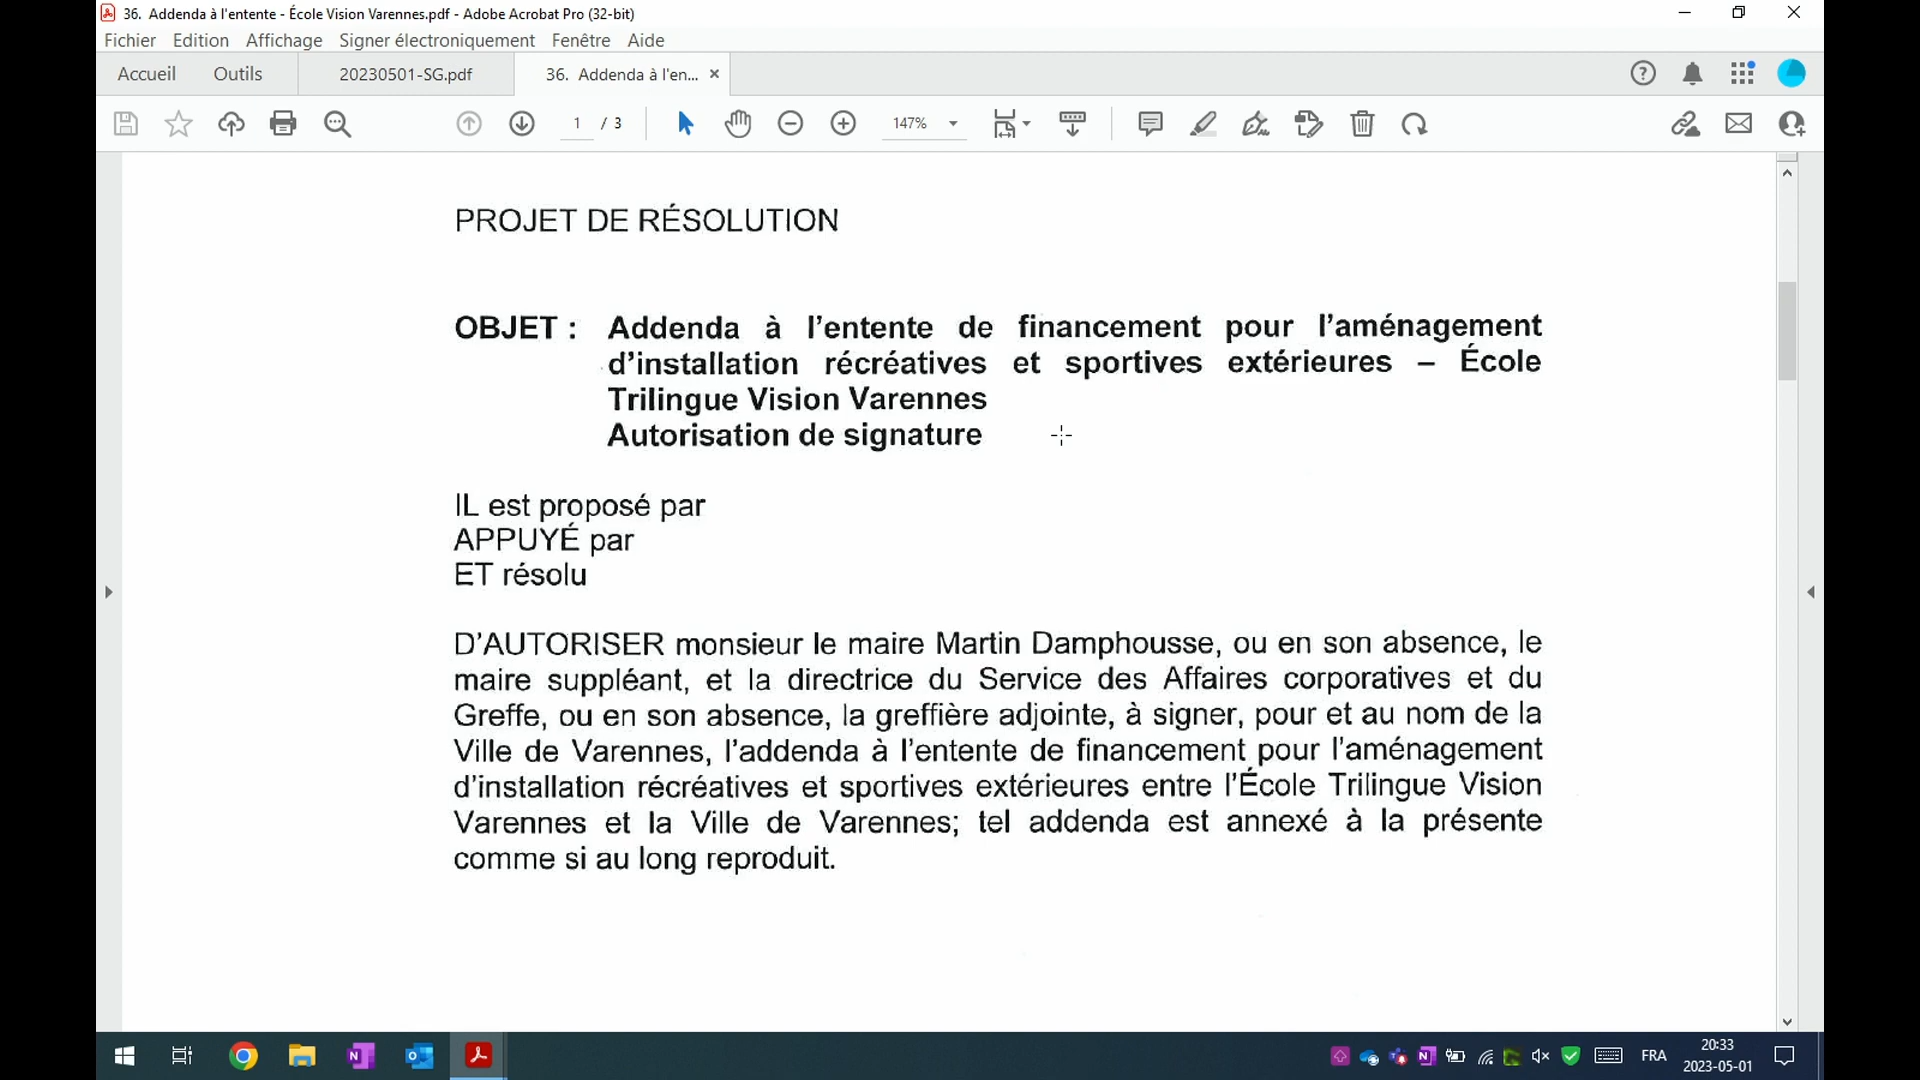 36. Addenda à l'entente - École Vision Varennes.pdf - Adobe Acrobat Pro (32-bit)
Fichier Edition Affichage Signer électroniquement Fenêtre Aide
Accueil Outils 20230501-SG.pdf 36. Addenda à l'en... ×
1 / 3 147%
PROJET DE RÉSOLUTION
OBJET : Addenda à l'entente de financement pour l'aménagement
d'installation récréatives et sportives extérieures – École
Trilingue Vision Varennes
Autorisation de signature
IL est proposé par
APPUYÉ par
ET résolu
D'AUTORISER monsieur le maire Martin Damphousse, ou en son absence, le
maire suppléant, et la directrice du Service des Affaires corporatives et du
Greffe, ou en son absence, la greffière adjointe, à signer, pour et au nom de la
Ville de Varennes, l'addenda à l'entente de financement pour l'aménagement
d'installation récréatives et sportives extérieures entre l'École Trilingue Vision
Varennes et la Ville de Varennes; tel addenda est annexé à la présente
comme si au long reproduit.
FRA
20:33
2023-05-01